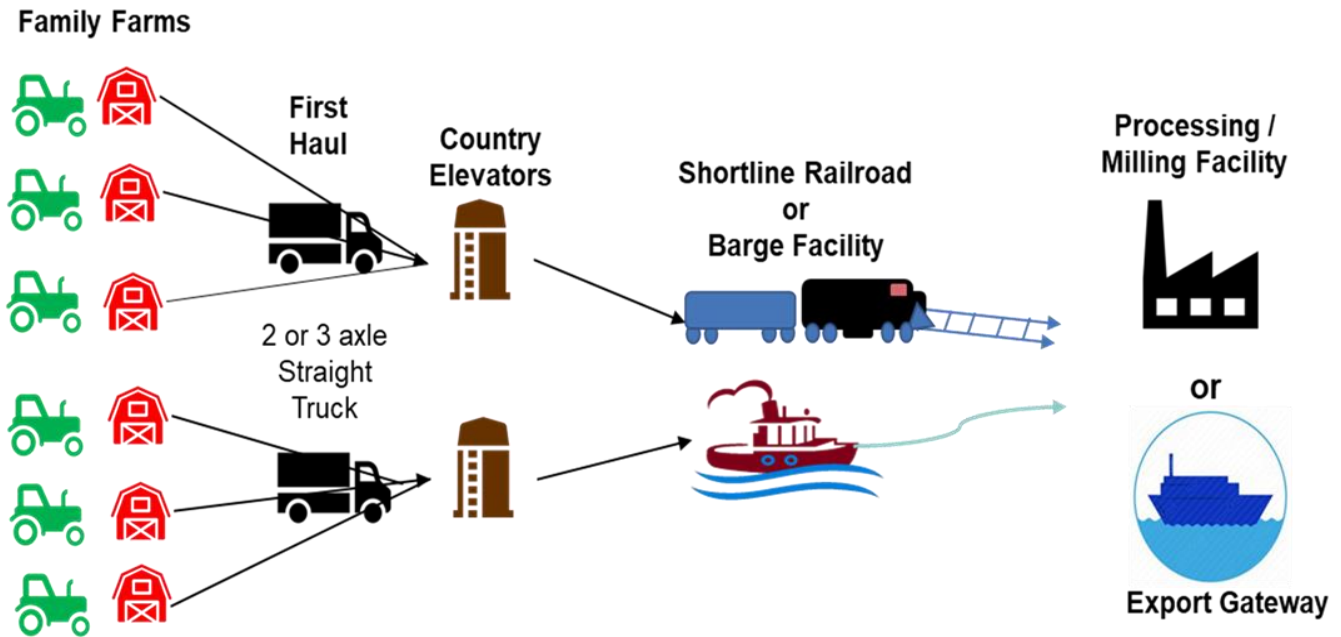 Family Farms
First
Haul
Country
Elevators
Shortline Railroad
or
Barge Facility
Processing /
Milling Facility
2 or 3 axle
Straight
Truck
or
Export Gateway